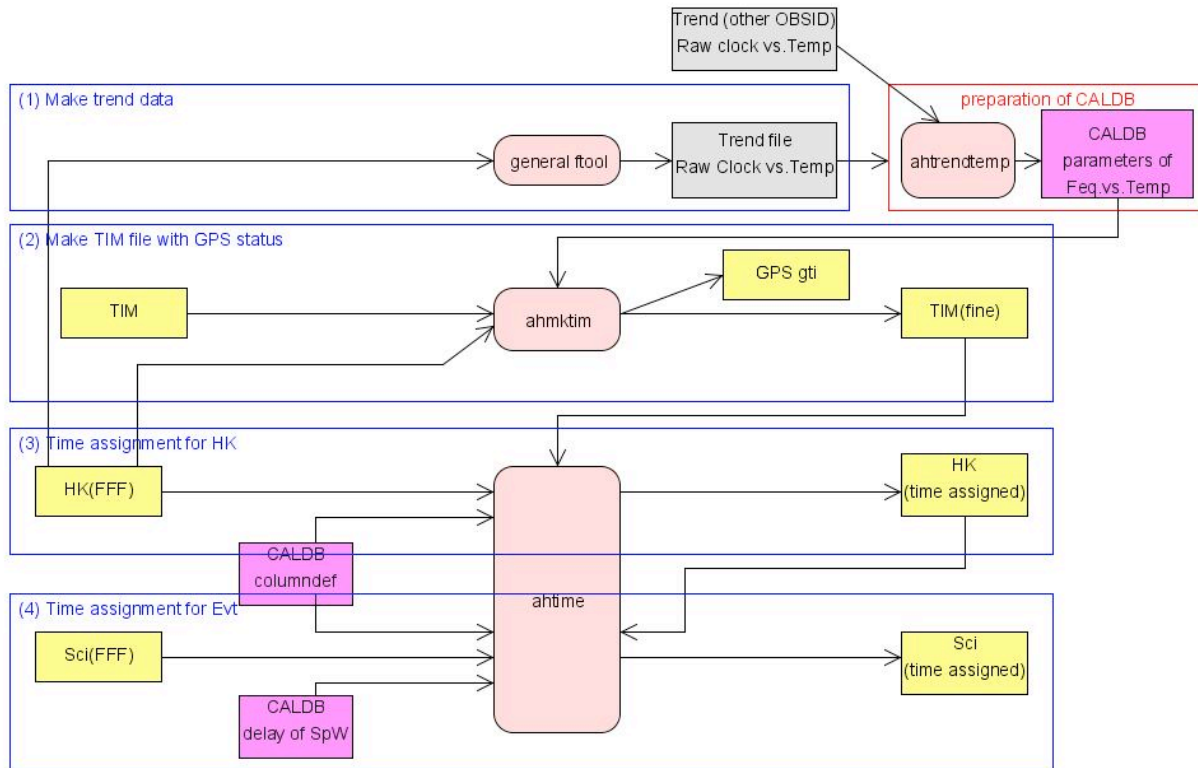 Trend (other OBSID)
Raw clock vs.Temp
(1) Make trend data
preparation of CALDB
general ftool
Trend file
Raw Clock vs.Temp
ahtrendtemp
CALDB
parameters of
Feq.vs.Temp
(2) Make TIM file with GPS status
GPS gti
TIM
ahmktim
TIM(fine)
(3) Time assignment for HK
HK(FFF)
HK
(time assigned)
CALDB
columndef
ahtime
(4) Time assignment for Evt
Sci(FFF)
Sci
(time assigned)
CALDB
delay of SpW